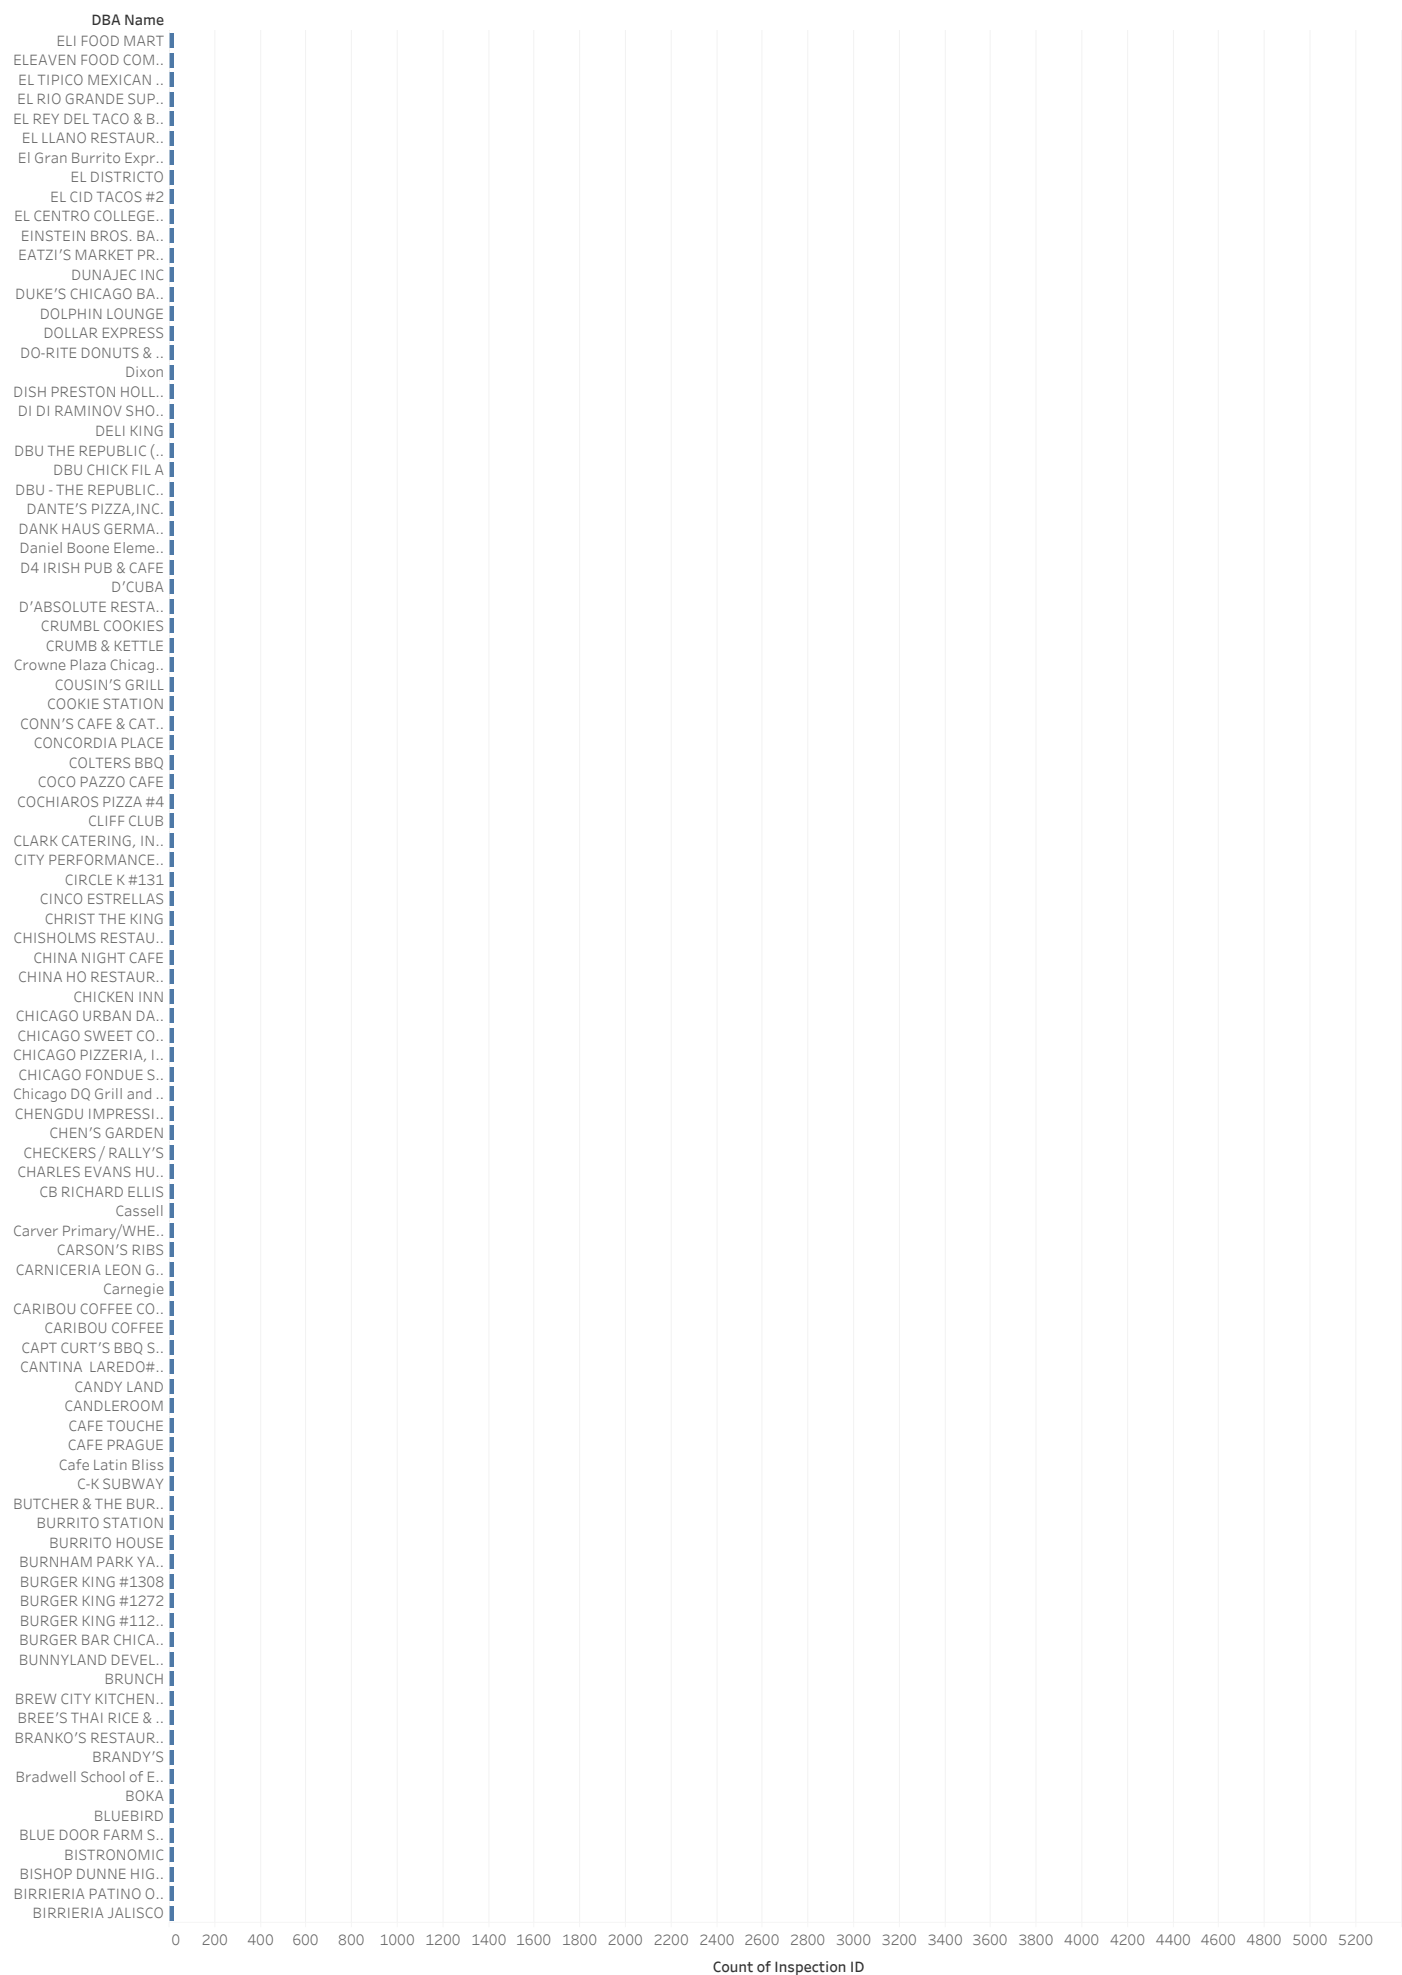 DBA Name
ELI FOOD MART
ELEAVEN FOOD COM..
EL TIPICO MEXICAN ..
EL RIO GRANDE SUP..
EL REY DEL TACO & B..
EL LLANO RESTAUR..
El Gran Burrito Expr..
EL DISTRICTO
EL CID TACOS #2
EL CENTRO COLLEGE..
EINSTEIN BROS. BA..
EATZI'S MARKET PR..
DUNAJEC INC
DUKE'S CHICAGO BA..
DOLPHIN LOUNGE
DOLLAR EXPRESS
DO-RITE DONUTS & ..
Dixon
DISH PRESTON HOLL..
DI DI RAMINOV SHO..
DELI KING
DBU THE REPUBLIC (..
DBU CHICK FIL A
DBU - THE REPUBLIC..
DANTE'S PIZZA,INC.
DANK HAUS GERMA..
Daniel Boone Eleme..
D4 IRISH PUB & CAFE
D'CUBA
D'ABSOLUTE RESTA..
CRUMBL COOKIES
CRUMB & KETTLE
Crowne Plaza Chicag..
COUSIN'S GRILL
COOKIE STATION
CONN'S CAFE & CAT..
CONCORDIA PLACE
COLTERS BBQ
COCO PAZZO CAFE
COCHIAROS PIZZA #4
CLIFF CLUB
CLARK CATERING, IN..
CITY PERFORMANCE..
CIRCLE K #131
CINCO ESTRELLAS
CHRIST THE KING
CHISHOLMS RESTAU..
CHINA NIGHT CAFE
CHINA HO RESTAUR..
CHICKEN INN
CHICAGO URBAN DA..
CHICAGO SWEET CO..
CHICAGO PIZZERIA, I..
CHICAGO FONDUE S..
Chicago DQ Grill and ..
CHENGDU IMPRESSI..
CHEN'S GARDEN
CHECKERS / RALLY'S
CHARLES EVANS HU..
CB RICHARD ELLIS
Cassell
Carver Primary/WHE..
CARSON'S RIBS
CARNICERIA LEON G..
Carnegie
CARIBOU COFFEE CO..
CARIBOU COFFEE
CAPT CURT'S BBQ S..
CANTINA  LAREDO#..
CANDY LAND
CANDLEROOM
CAFE TOUCHE
CAFE PRAGUE
Cafe Latin Bliss
C-K SUBWAY
BUTCHER & THE BUR..
BURRITO STATION
BURRITO HOUSE
BURNHAM PARK YA..
BURGER KING #1308
BURGER KING #1272
BURGER KING #112..
BURGER BAR CHICA..
BUNNYLAND DEVEL..
BRUNCH
BREW CITY KITCHEN..
BREE'S THAI RICE & ..
BRANKO'S RESTAUR..
BRANDY'S
Bradwell School of E..
BOKA
BLUEBIRD
BLUE DOOR FARM S..
BISTRONOMIC
BISHOP DUNNE HIG..
BIRRIERIA PATINO O..
BIRRIERIA JALISCO
0 200 400 600 800 1000 1200 1400 1600 1800 2000 2200 2400 2600 2800 3000 3200 3400 3600 3800 4000 4200 4400 4600 4800 5000 5200
Count of Inspection ID